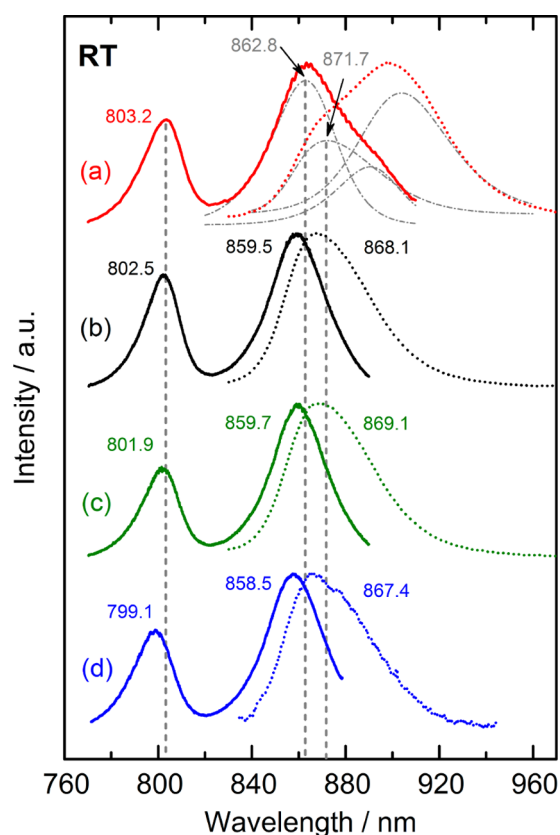 RT
862.8
871.7
803.2
(a)
859.5
868.1
802.5
(b)
859.7
869.1
801.9
(c)
858.5
867.4
799.1
(d)
Intensity / a.u.
760 800 840 880 920 960
Wavelength / nm